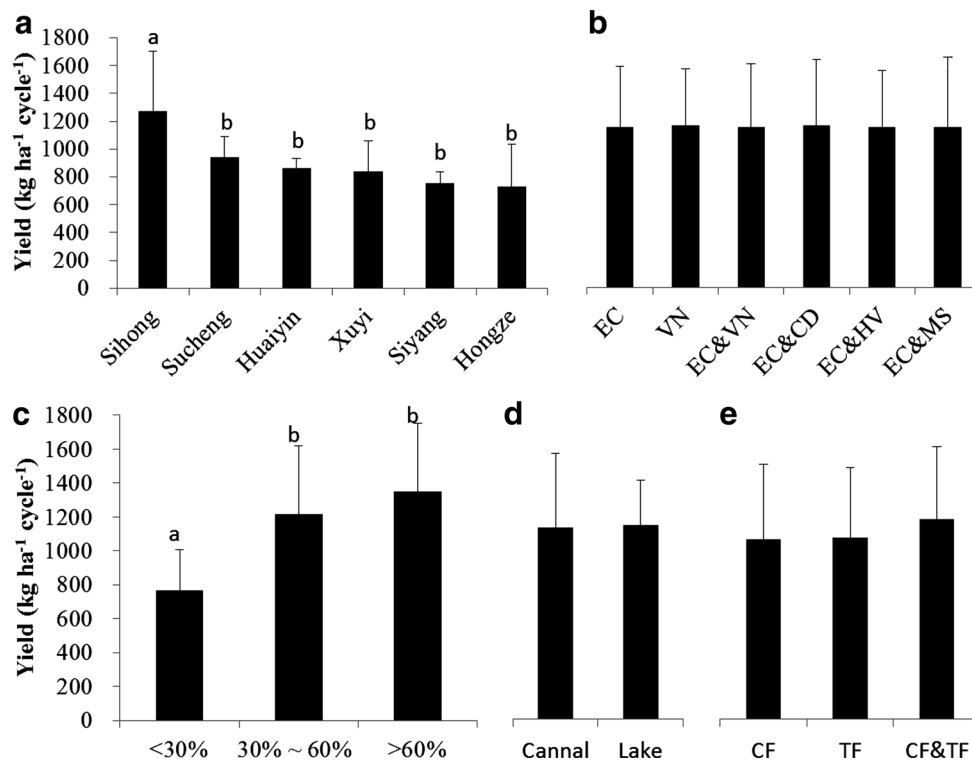 a
b
Yield (kg ha⁻¹ cycle⁻¹)
1800
1600
1400
1200
1000
800
600
400
200
0
a
b
b
b
b
b
Sihong
Sucheng
Huaiyin
Xuyi
Siyang
Hongze
EC
VN
EC&VN
EC&CD
EC&HV
EC&MS
c
d
e
Yield (kg ha⁻¹ cycle⁻¹)
1800
1600
1400
1200
1000
800
600
400
200
0
a
b
b
<30%
30% ~ 60%
>60%
Cannal
Lake
CF
TF
CF&TF